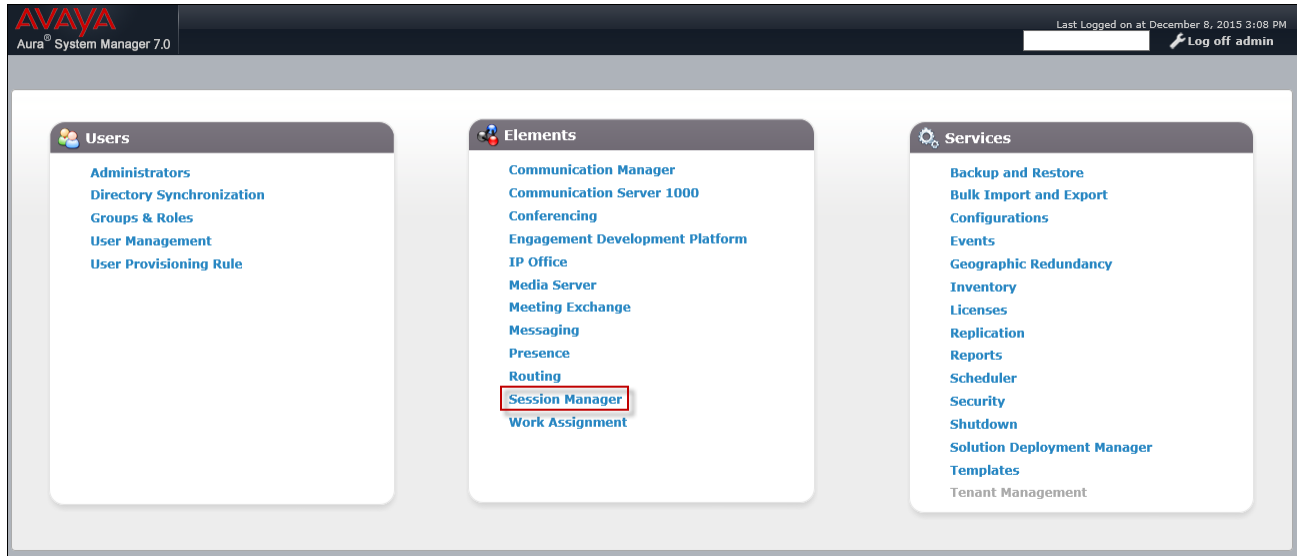 AVAYA
Aura® System Manager 7.0
Last Logged on at December 8, 2015 3:08 PM
Log off admin
Users
Administrators
Directory Synchronization
Groups & Roles
User Management
User Provisioning Rule
Elements
Communication Manager
Communication Server 1000
Conferencing
Engagement Development Platform
IP Office
Media Server
Meeting Exchange
Messaging
Presence
Routing
Session Manager
Work Assignment
Services
Backup and Restore
Bulk Import and Export
Configurations
Events
Geographic Redundancy
Inventory
Licenses
Replication
Reports
Scheduler
Security
Shutdown
Solution Deployment Manager
Templates
Tenant Management